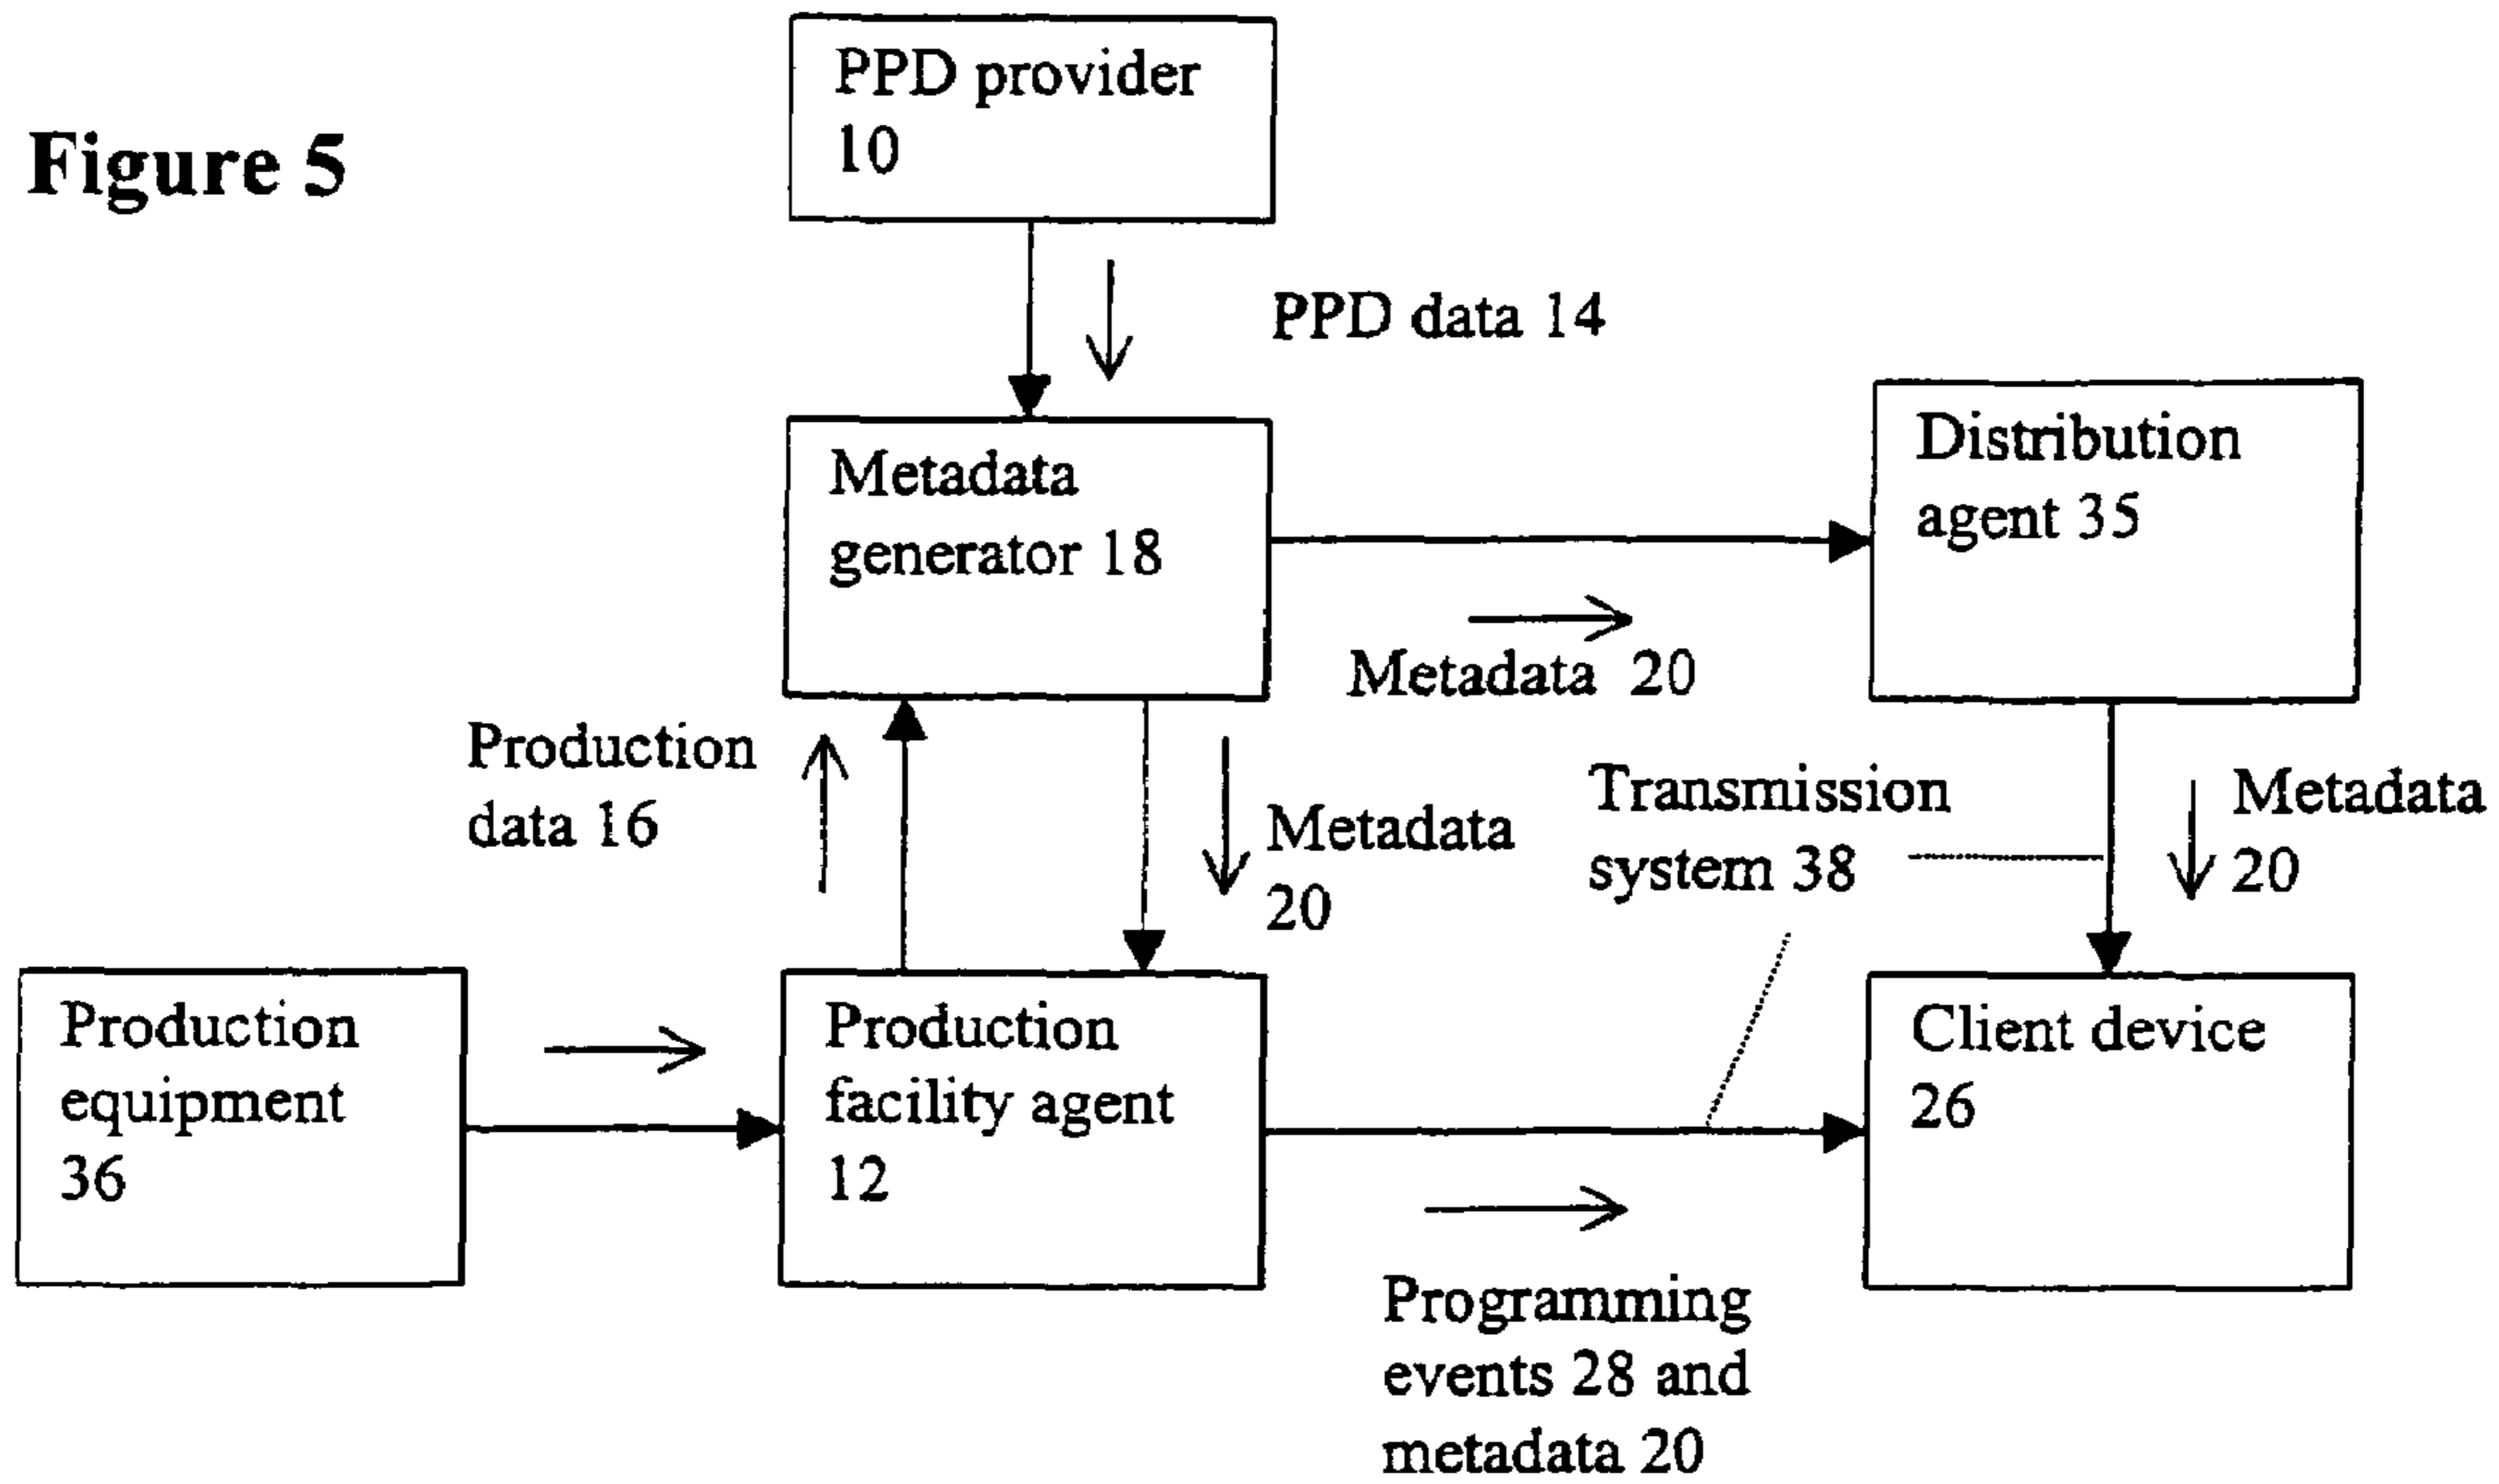 Figure 5
PPD provider
10
PPD data 14
Metadata
generator 18
Distribution
agent 35
Metadata 20
Production
data 16
Metadata
20
Transmission
system 38
Metadata
20
Production
equipment
36
Production
facility agent
12
Client device
26
Programming
events 28 and
metadata 20